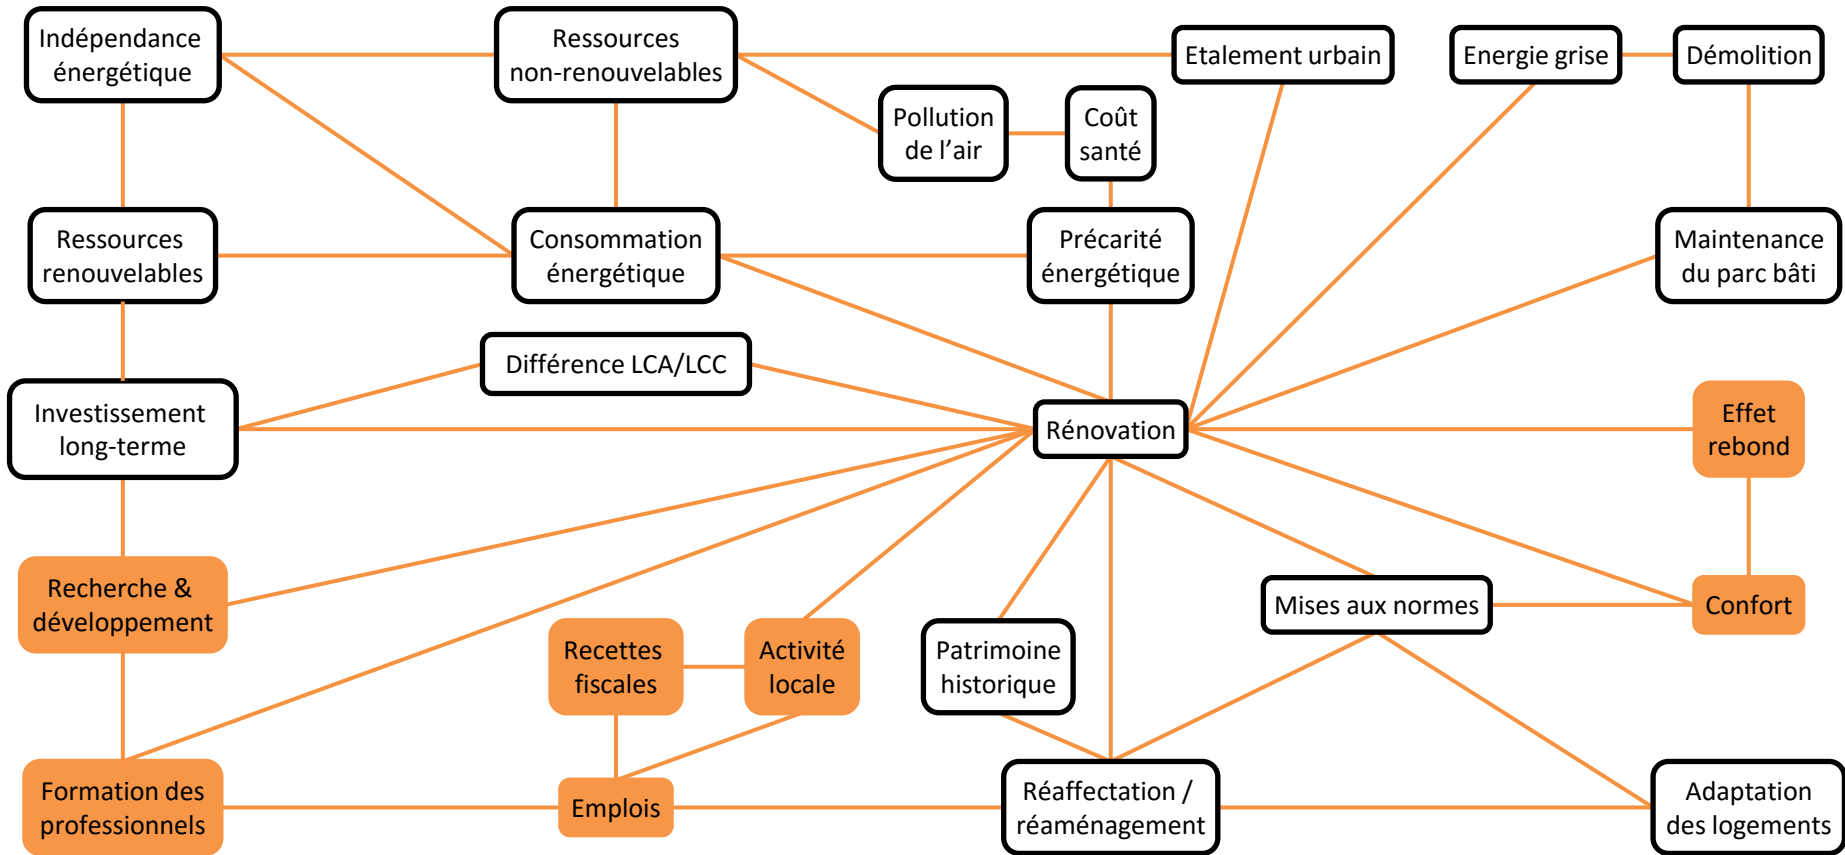 Indépendance
énergétique
Ressources
non-renouvelables
Etalement urbain
Energie grise
Démolition
Pollution
de l'air
Coût
santé
Ressources
renouvelables
Consommation
énergétique
Précarité
énergétique
Maintenance
du parc bâti
Différence LCA/LCC
Investissement
long-terme
Rénovation
Effet
rebond
Recherche &
développement
Mises aux normes
Confort
Recettes
fiscales
Activité
locale
Patrimoine
historique
Formation des
professionnels
Emplois
Réaffectation /
réaménagement
Adaptation
des logements